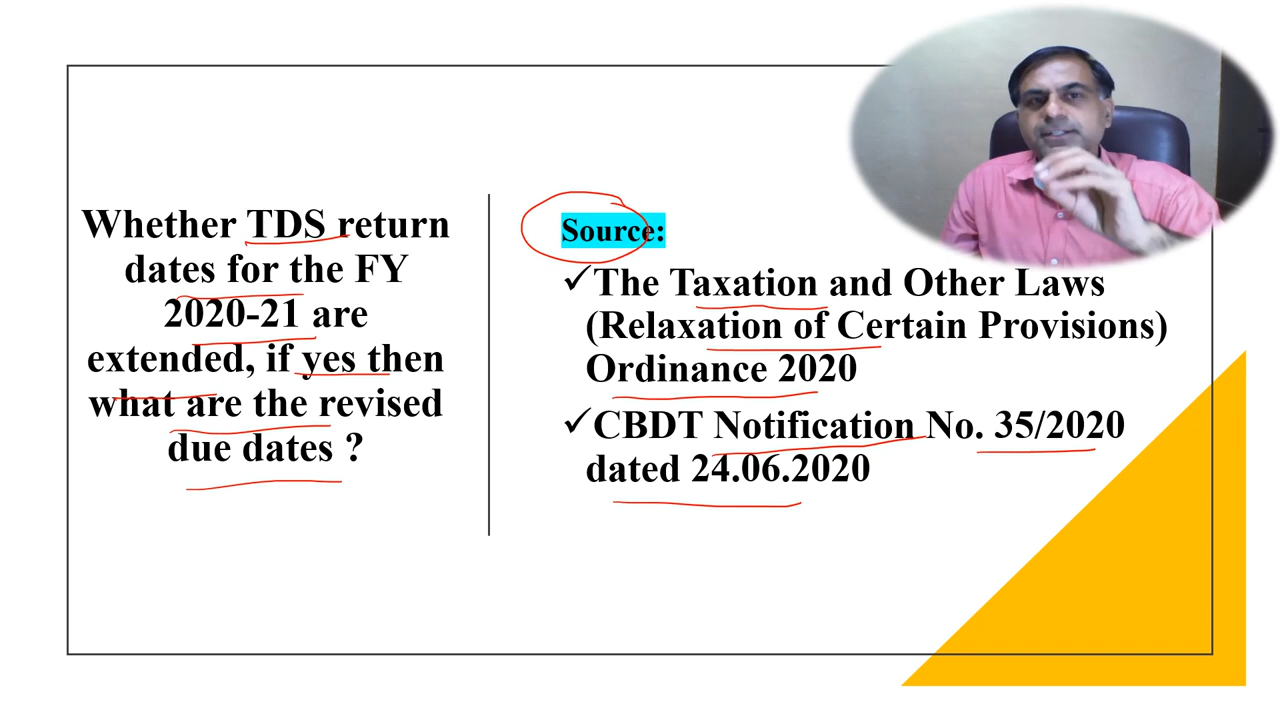 Whether TDS return
dates for the FY
2020-21 are
extended, if yes then
what are the revised
due dates ?
Source:
✓The Taxation and Other Laws
(Relaxation of Certain Provisions)
Ordinance 2020
✓CBDT Notification No. 35/2020
dated 24.06.2020